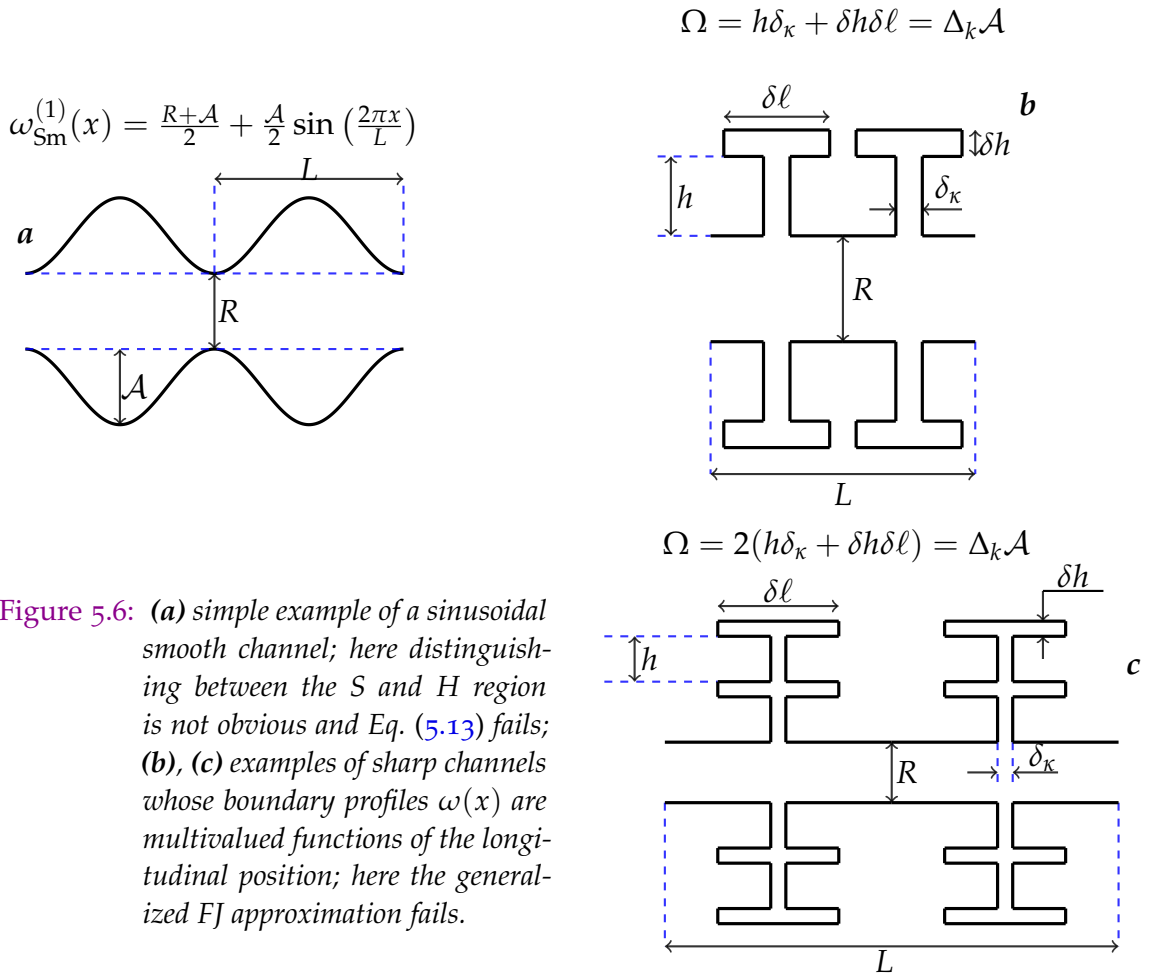 Ω = hδ_κ + δhδℓ = Δ_k𝒜
ω_Sm^(1)(x) = (R+𝒜)/2 + 𝒜/2 sin (2πx/L)
L
a
R
𝒜
δℓ
b
δh
h
δ_κ
R
L
Ω = 2(hδ_κ + δhδℓ) = Δ_k𝒜
δℓ
δh
h
c
R
δ_κ
L
Figure 5.6: (a) simple example of a sinusoidal
smooth channel; here distinguish-
ing between the S and H region
is not obvious and Eq. (5.13) fails;
(b), (c) examples of sharp channels
whose boundary profiles ω(x) are
multivalued functions of the longi-
tudinal position; here the general-
ized FJ approximation fails.